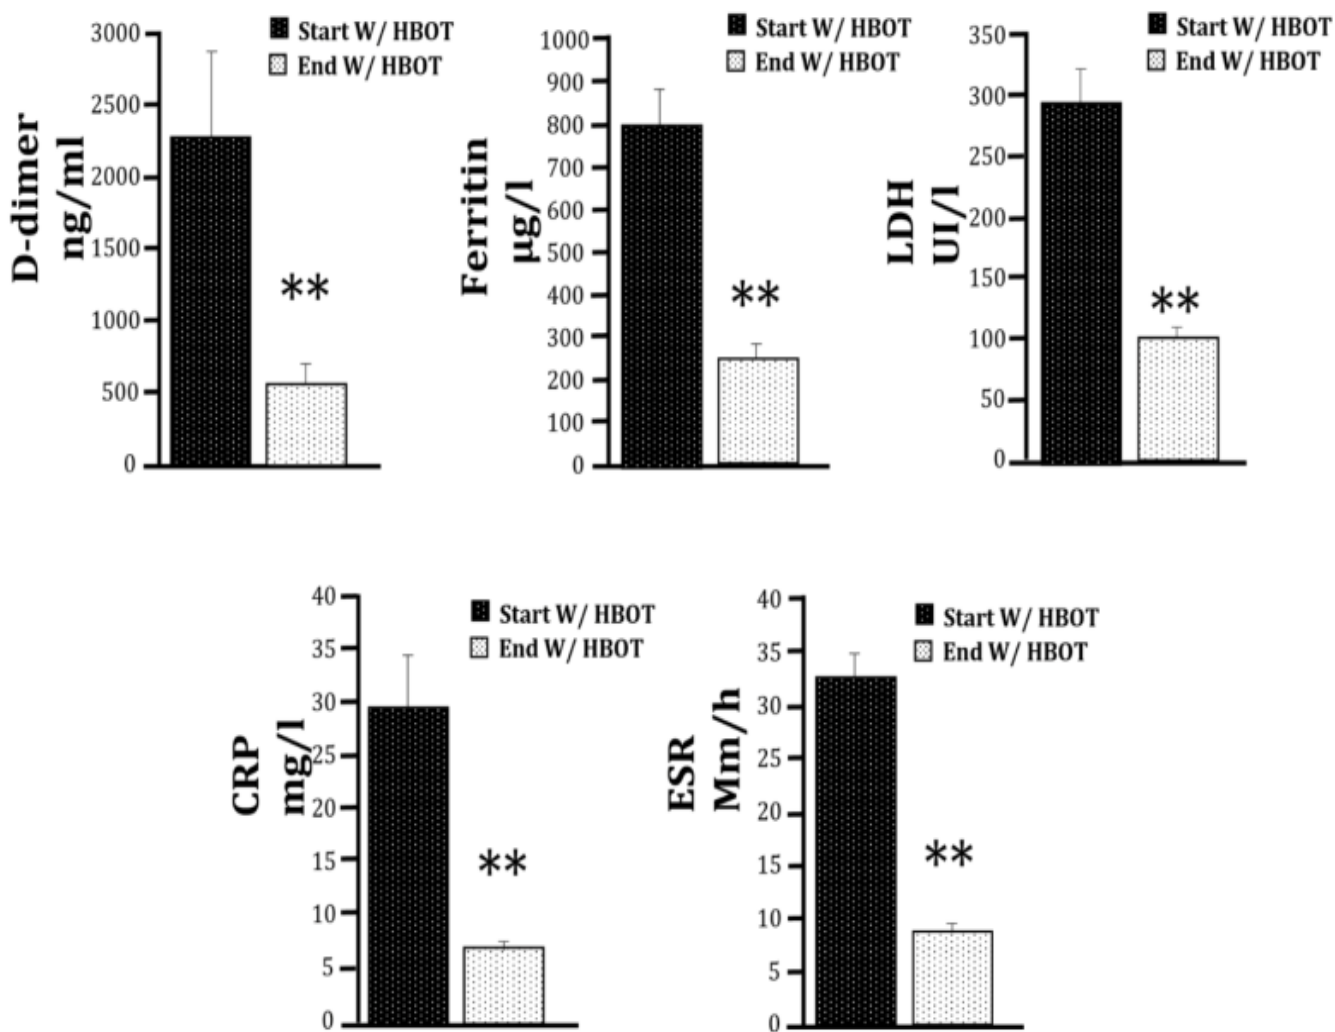 D-dimer
ng/ml
3000
2500
2000
1500
1000
500
0
Start W/ HBOT
End W/ HBOT
**
Ferritin
µg/l
1000
900
800
700
600
500
400
300
200
100
0
Start W/ HBOT
End W/ HBOT
**
LDH
UI/l
350
300
250
200
150
100
50
0
Start W/ HBOT
End W/ HBOT
**
CRP
mg/l
40
35
30
25
20
15
10
5
0
Start W/ HBOT
End W/ HBOT
**
ESR
Mm/h
40
35
30
25
20
15
10
5
0
Start W/ HBOT
End W/ HBOT
**